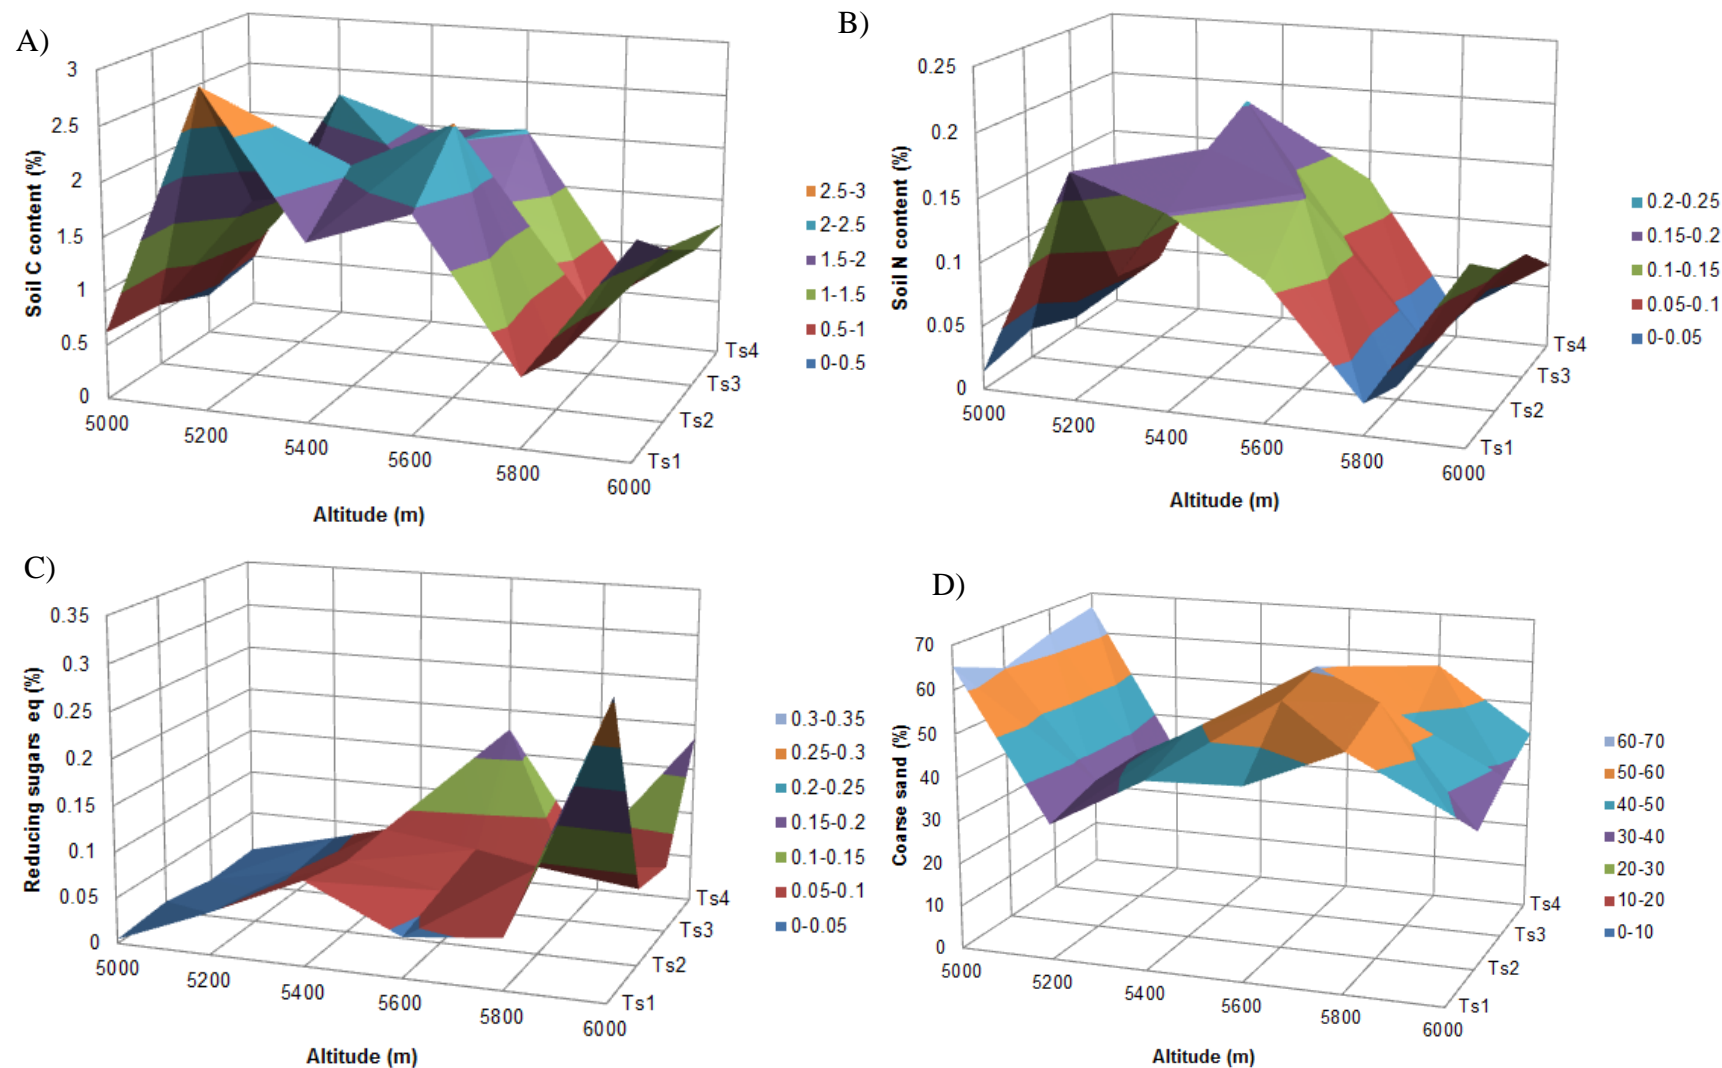 A)
3
2.5
2
1.5
1
0.5
0
Soil C content (%)
5000
5200
5400
5600
5800
6000
Altitude (m)
Ts1
Ts2
Ts3
Ts4
2.5-3
2-2.5
1.5-2
1-1.5
0.5-1
0-0.5
B)
0.25
0.2
0.15
0.1
0.05
0
Soil N content (%)
5000
5200
5400
5600
5800
6000
Altitude (m)
Ts1
Ts2
Ts3
Ts4
0.2-0.25
0.15-0.2
0.1-0.15
0.05-0.1
0-0.05
C)
0.35
0.3
0.25
0.2
0.15
0.1
0.05
0
Reducing sugars eq (%)
5000
5200
5400
5600
5800
6000
Altitude (m)
Ts1
Ts2
Ts3
Ts4
0.3-0.35
0.25-0.3
0.2-0.25
0.15-0.2
0.1-0.15
0.05-0.1
0-0.05
D)
70
60
50
40
30
20
10
0
Coarse sand (%)
5000
5200
5400
5600
5800
6000
Altitude (m)
Ts1
Ts2
Ts3
Ts4
60-70
50-60
40-50
30-40
20-30
10-20
0-10